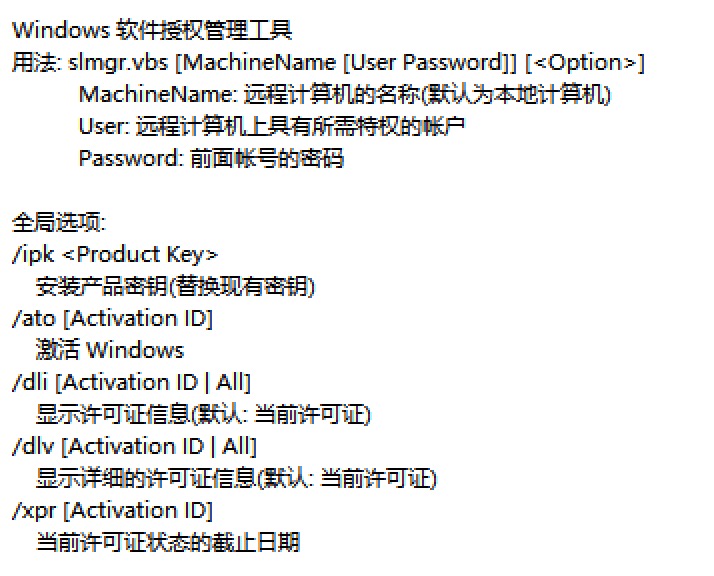 Windows 软件授权管理工具
用法: slmgr.vbs [MachineName [User Password]] [<Option>]
MachineName: 远程计算机的名称(默认为本地计算机)
User: 远程计算机上具有所需特权的帐户
Password: 前面帐号的密码
全局选项:
/ipk <Product Key>
安装产品密钥(替换现有密钥)
/ato [Activation ID]
激活 Windows
/dli [Activation ID | All]
显示许可证信息(默认: 当前许可证)
/dlv [Activation ID | All]
显示详细的许可证信息(默认: 当前许可证)
/xpr [Activation ID]
当前许可证状态的截止日期